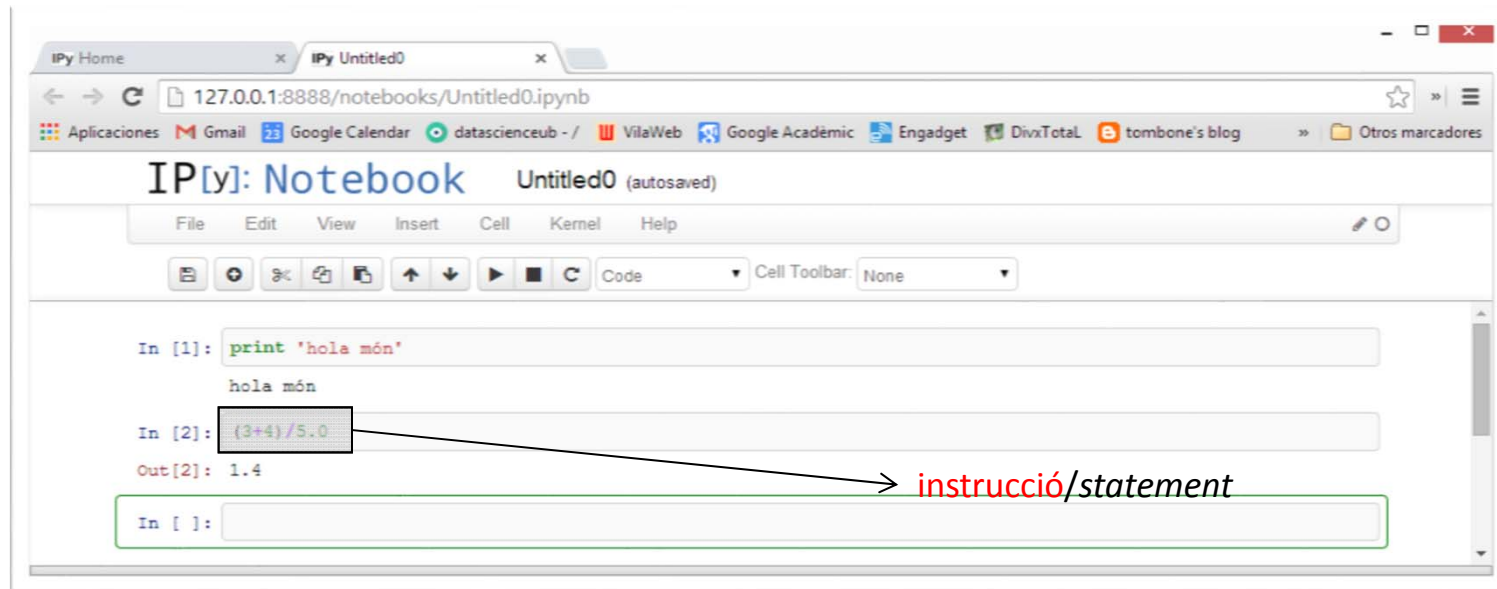 IPy Home × IPy Untitled0 ×
127.0.0.1:8888/notebooks/Untitled0.ipynb »
Aplicaciones Gmail 23 Google Calendar datascienceub - / VilaWeb Google Acadèmic Engadget DivxTotaL tombone's blog » Otros marcadores
IP[y]: Notebook Untitled0 (autosaved)
File Edit View Insert Cell Kernel Help
Code Cell Toolbar: None
In [1]: print 'hola món'
hola món
In [2]: (3+4)/5.0
Out[2]: 1.4
instrucció/statement
In [ ]: